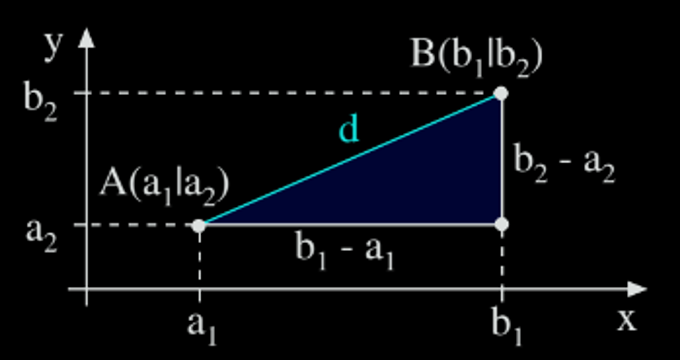 y
B(b₁|b₂)
b₂
d
A(a₁|a₂)
b₂ - a₂
a₂
b₁ - a₁
a₁
b₁
x